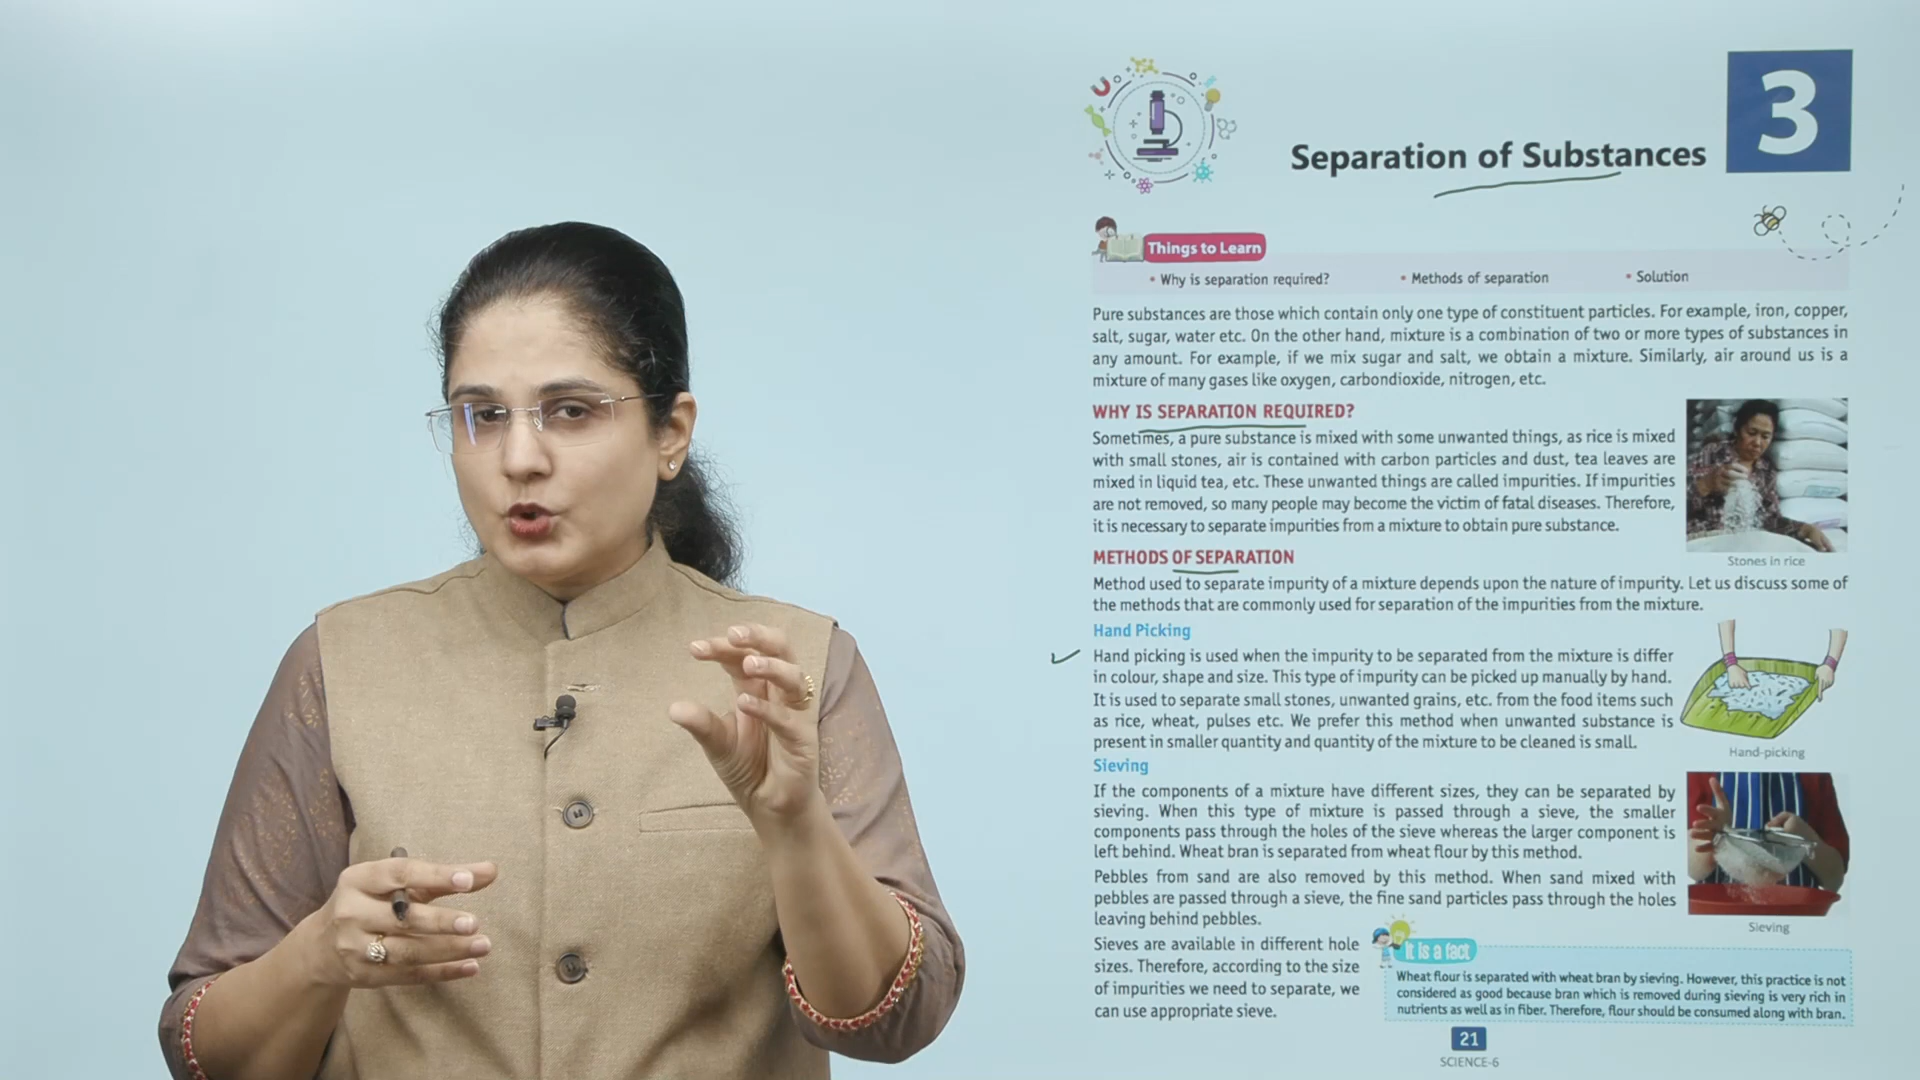 3
Separation of Substances
Things to Learn
• Why is separation required?
• Methods of separation
• Solution
Pure substances are those which contain only one type of constituent particles. For example, iron, copper,
salt, sugar, water etc. On the other hand, mixture is a combination of two or more types of substances in
any amount. For example, if we mix sugar and salt, we obtain a mixture. Similarly, air around us is a
mixture of many gases like oxygen, carbondioxide, nitrogen, etc.
WHY IS SEPARATION REQUIRED?
Sometimes, a pure substance is mixed with some unwanted things, as rice is mixed
with small stones, air is contained with carbon particles and dust, tea leaves are
mixed in liquid tea, etc. These unwanted things are called impurities. If impurities
are not removed, so many people may become the victim of fatal diseases. Therefore,
it is necessary to separate impurities from a mixture to obtain pure substance.
Stones in rice
METHODS OF SEPARATION
Method used to separate impurity of a mixture depends upon the nature of impurity. Let us discuss some of
the methods that are commonly used for separation of the impurities from the mixture.
Hand Picking
Hand picking is used when the impurity to be separated from the mixture is differ
in colour, shape and size. This type of impurity can be picked up manually by hand.
It is used to separate small stones, unwanted grains, etc. from the food items such
as rice, wheat, pulses etc. We prefer this method when unwanted substance is
present in smaller quantity and quantity of the mixture to be cleaned is small.
Hand-picking
Sieving
If the components of a mixture have different sizes, they can be separated by
sieving. When this type of mixture is passed through a sieve, the smaller
components pass through the holes of the sieve whereas the larger component is
left behind. Wheat bran is separated from wheat flour by this method.
Pebbles from sand are also removed by this method. When sand mixed with
pebbles are passed through a sieve, the fine sand particles pass through the holes
leaving behind pebbles.
Sieving
Sieves are available in different hole
sizes. Therefore, according to the size
of impurities we need to separate, we
can use appropriate sieve.
It is a fact
Wheat flour is separated with wheat bran by sieving. However, this practice is not
considered as good because bran which is removed during sieving is very rich in
nutrients as well as in fiber. Therefore, flour should be consumed along with bran.
21
SCIENCE-6